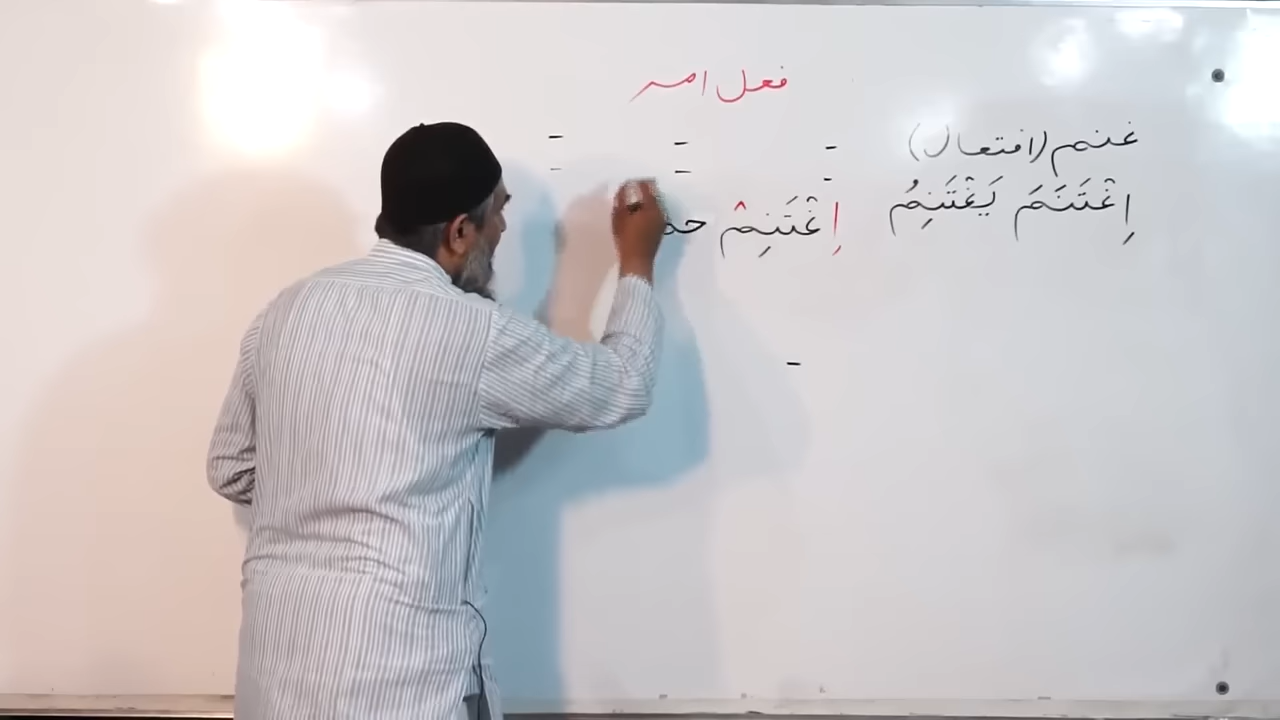 فعل امر
غنم (افتعال)
اِغْتَنَمَ يَغْتَنِمُ اِغْتَنِمْ